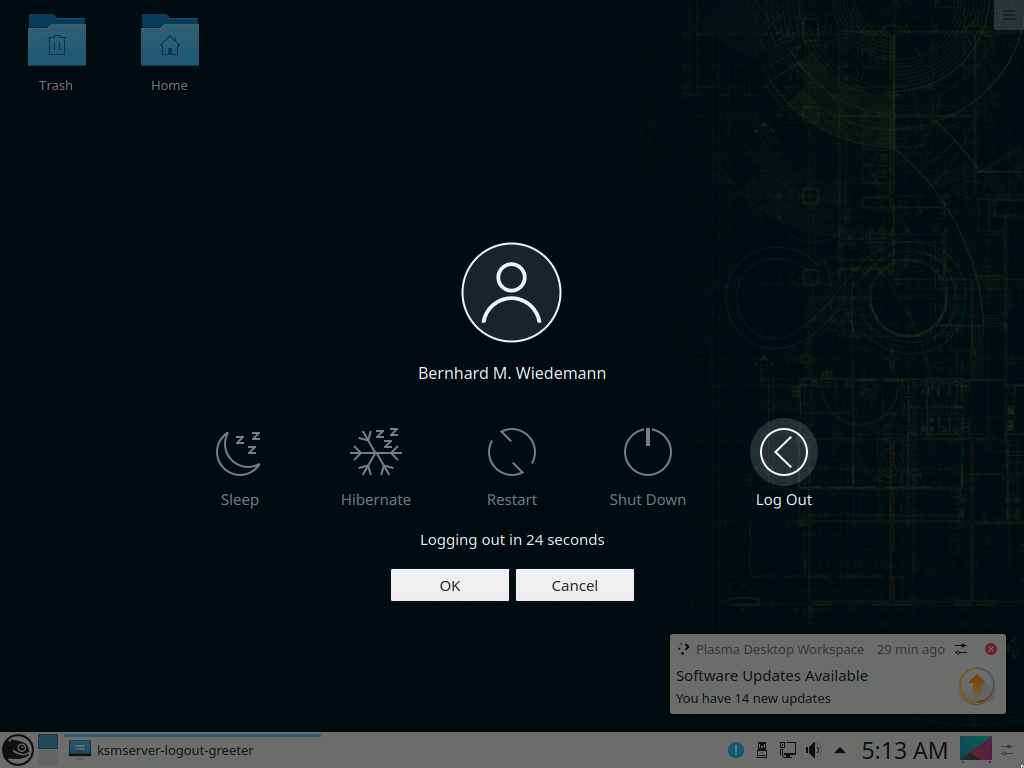 Trash
Home
Bernhard M. Wiedemann
Sleep
Hibernate
Restart
Shut Down
Log Out
Logging out in 24 seconds
OK
Cancel
Plasma Desktop Workspace 29 min ago
Software Updates Available
You have 14 new updates
ksmserver-logout-greeter
5:13 AM